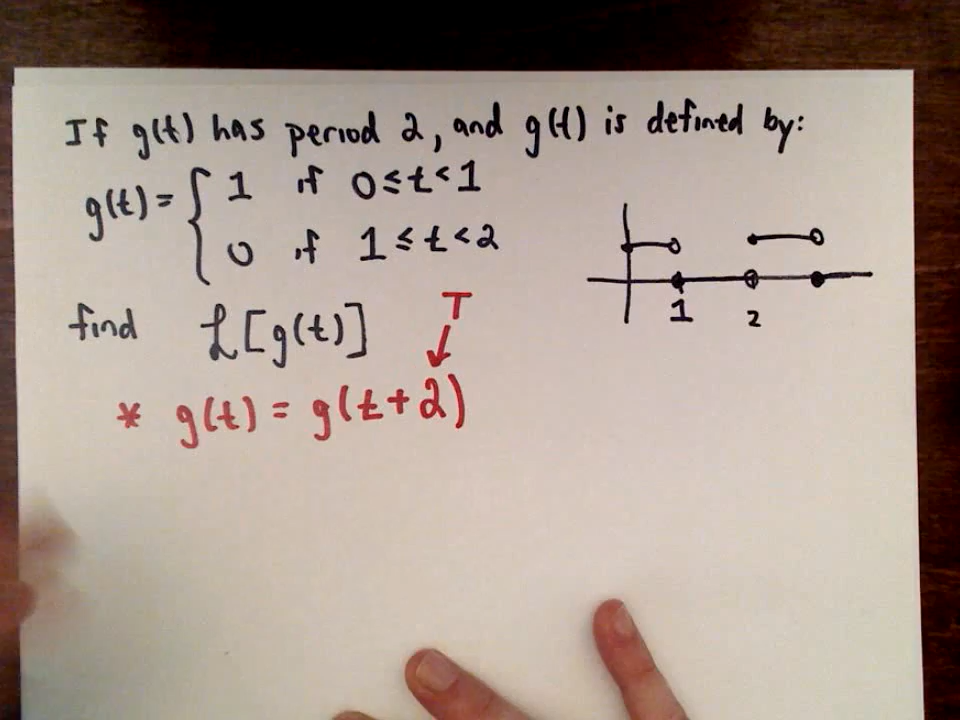 If g(t) has period 2, and g(t) is defined by:
g(t) = { 1 if 0 ≤ t < 1
0 if 1 ≤ t < 2
find ℒ[g(t)]
T
* g(t) = g(t+2)
1
2